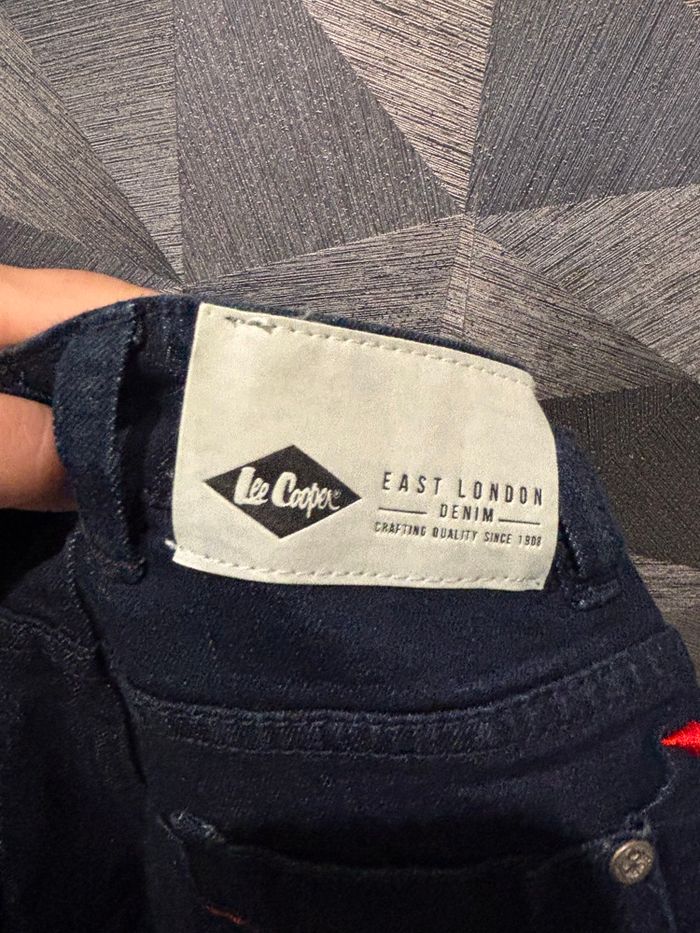 Lee Cooper
EAST LONDON
DENIM
CRAFTING QUALITY SINCE 1908